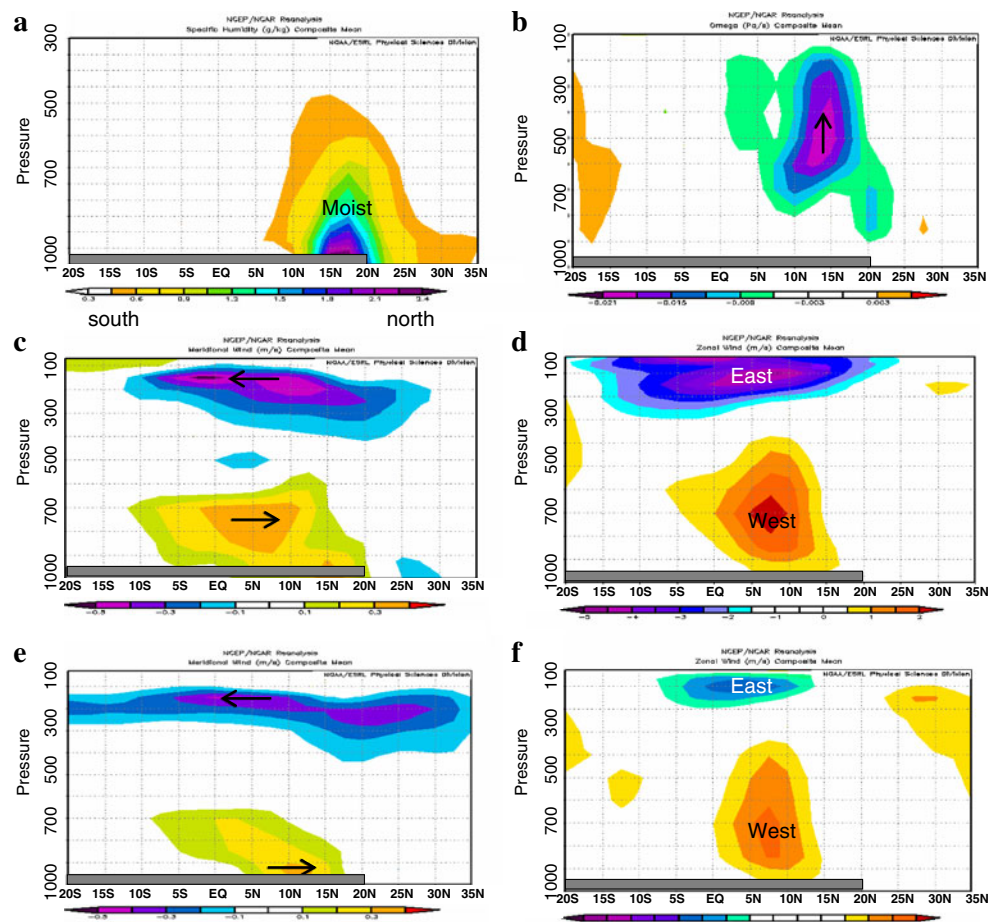 a
NCEP/NCAR Reanalysis
Specific Humidity (g/kg) Composite Mean
NOAA/ESRL Physical Sciences Division
Pressure
300
500
700
1000
Moist
20S 15S 10S 5S EQ 5N 10N 15N 20N 25N 30N 35N
0.3 0.6 0.9 1.2 1.5 1.8 2.1 2.4
south north
b
NCEP/NCAR Reanalysis
Omega (Pa/s) Composite Mean
NOAA/ESRL Physical Sciences Division
Pressure
100
300
500
700
1000
20S 15S 10S 5S EQ 5N 10N 15N 20N 25N 30N 35N
-0.021 -0.015 -0.009 -0.003 0.003
c
NCEP/NCAR Reanalysis
Meridional Wind (m/s) Composite Mean
NOAA/ESRL Physical Sciences Division
Pressure
100
300
500
700
1000
20S 15S 10S 5S EQ 5N 10N 15N 20N 25N 30N 35N
-0.5 -0.3 -0.1 0.1 0.3
d
NCEP/NCAR Reanalysis
Zonal Wind (m/s) Composite Mean
NOAA/ESRL Physical Sciences Division
Pressure
100
300
500
700
1000
East
West
20S 15S 10S 5S EQ 5N 10N 15N 20N 25N 30N 35N
-5 -4 -3 -2 -1 0 1 2
e
NCEP/NCAR Reanalysis
Meridional Wind (m/s) Composite Mean
NOAA/ESRL Physical Sciences Division
Pressure
100
300
500
700
1000
20S 15S 10S 5S EQ 5N 10N 15N 20N 25N 30N 35N
-0.5 -0.3 -0.1 0.1 0.3
f
NCEP/NCAR Reanalysis
Zonal Wind (m/s) Composite Mean
NOAA/ESRL Physical Sciences Division
Pressure
100
300
500
700
1000
East
West
20S 15S 10S 5S EQ 5N 10N 15N 20N 25N 30N 35N